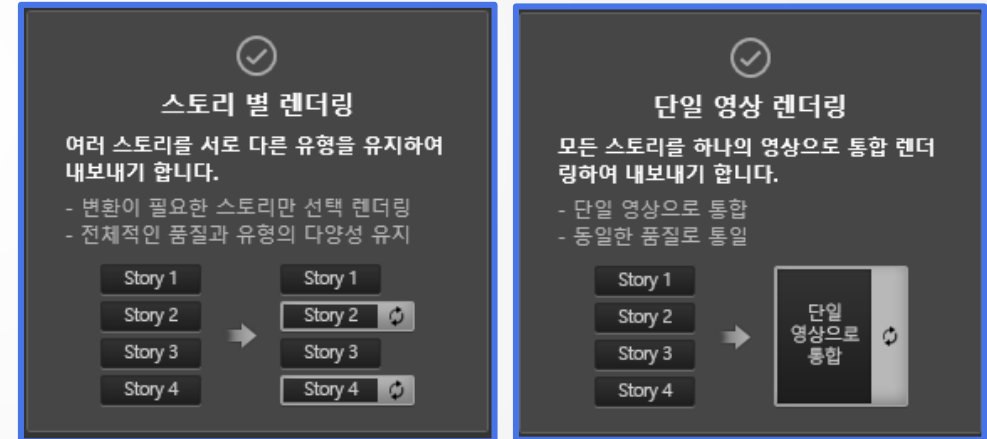 스토리 별 렌더링
여러 스토리를 서로 다른 유형을 유지하여
내보내기 합니다.
- 변환이 필요한 스토리만 선택 렌더링
- 전체적인 품질과 유형의 다양성 유지
Story 1
Story 2
Story 3
Story 4
Story 1
Story 2
Story 3
Story 4
단일 영상 렌더링
모든 스토리를 하나의 영상으로 통합 렌더
링하여 내보내기 합니다.
- 단일 영상으로 통합
- 동일한 품질로 통일
Story 1
Story 2
Story 3
Story 4
단일
영상으로
통합